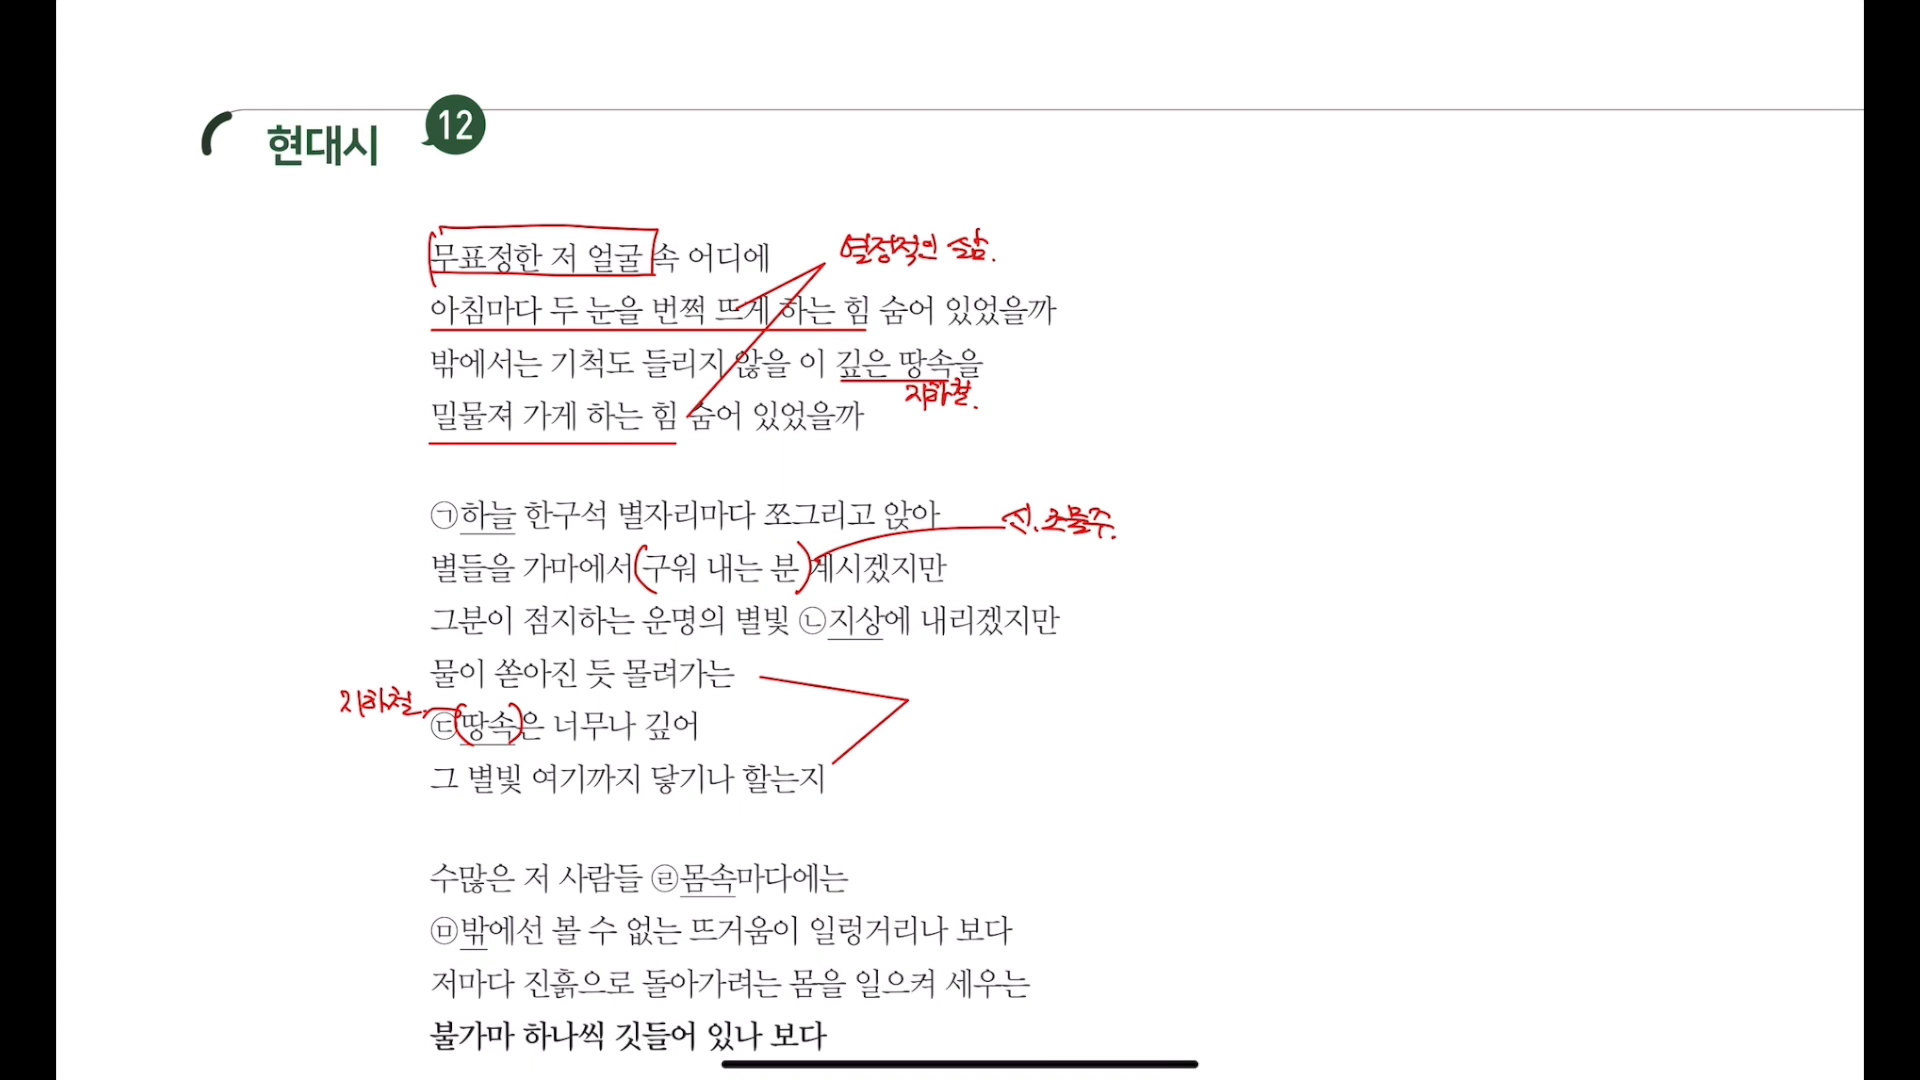 현대시 12
무표정한 저 얼굴 속 어디에
열정적인 삶.
아침마다 두 눈을 번쩍 뜨게 하는 힘 숨어 있었을까
밖에서는 기척도 들리지 않을 이 깊은 땅속을
지하철.
밀물져 가게 하는 힘 숨어 있었을까
㉠하늘 한구석 별자리마다 쪼그리고 앉아
신. 조물주.
별들을 가마에서 (구워 내는 분) 계시겠지만
그분이 점지하는 운명의 별빛 ㉡지상에 내리겠지만
물이 쏟아진 듯 몰려가는
지하철.
㉢(땅속)은 너무나 깊어
그 별빛 여기까지 닿기나 할는지
수많은 저 사람들 ㉣몸속마다에는
㉤밖에선 볼 수 없는 뜨거움이 일렁거리나 보다
저마다 진흙으로 돌아가려는 몸을 일으켜 세우는
불가마 하나씩 깃들어 있나 보다